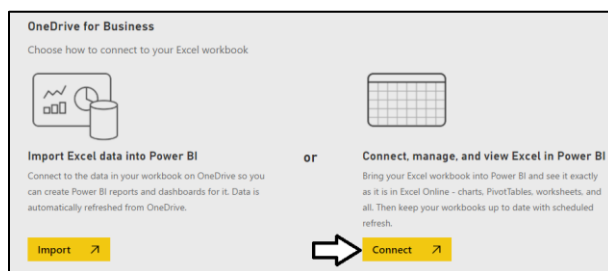 OneDrive for Business
Choose how to connect to your Excel workbook
Import Excel data into Power BI
Connect to the data in your workbook on OneDrive so you
can create Power BI reports and dashboards for it. Data is
automatically refreshed from OneDrive.
Import
or
Connect, manage, and view Excel in Power BI
Bring your Excel workbook into Power BI and see it exactly
as it is in Excel Online - charts, PivotTables, worksheets, and
all. Then keep your workbooks up to date with scheduled
refresh.
Connect